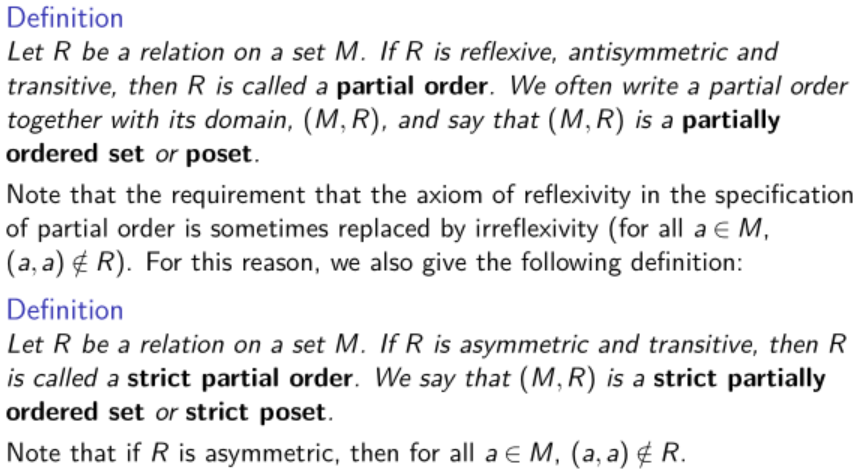 Definition
Let R be a relation on a set M. If R is reflexive, antisymmetric and
transitive, then R is called a partial order. We often write a partial order
together with its domain, (M, R), and say that (M, R) is a partially
ordered set or poset.
Note that the requirement that the axiom of reflexivity in the specification
of partial order is sometimes replaced by irreflexivity (for all a ∈ M,
(a, a) ∉ R). For this reason, we also give the following definition:
Definition
Let R be a relation on a set M. If R is asymmetric and transitive, then R
is called a strict partial order. We say that (M, R) is a strict partially
ordered set or strict poset.
Note that if R is asymmetric, then for all a ∈ M, (a, a) ∉ R.